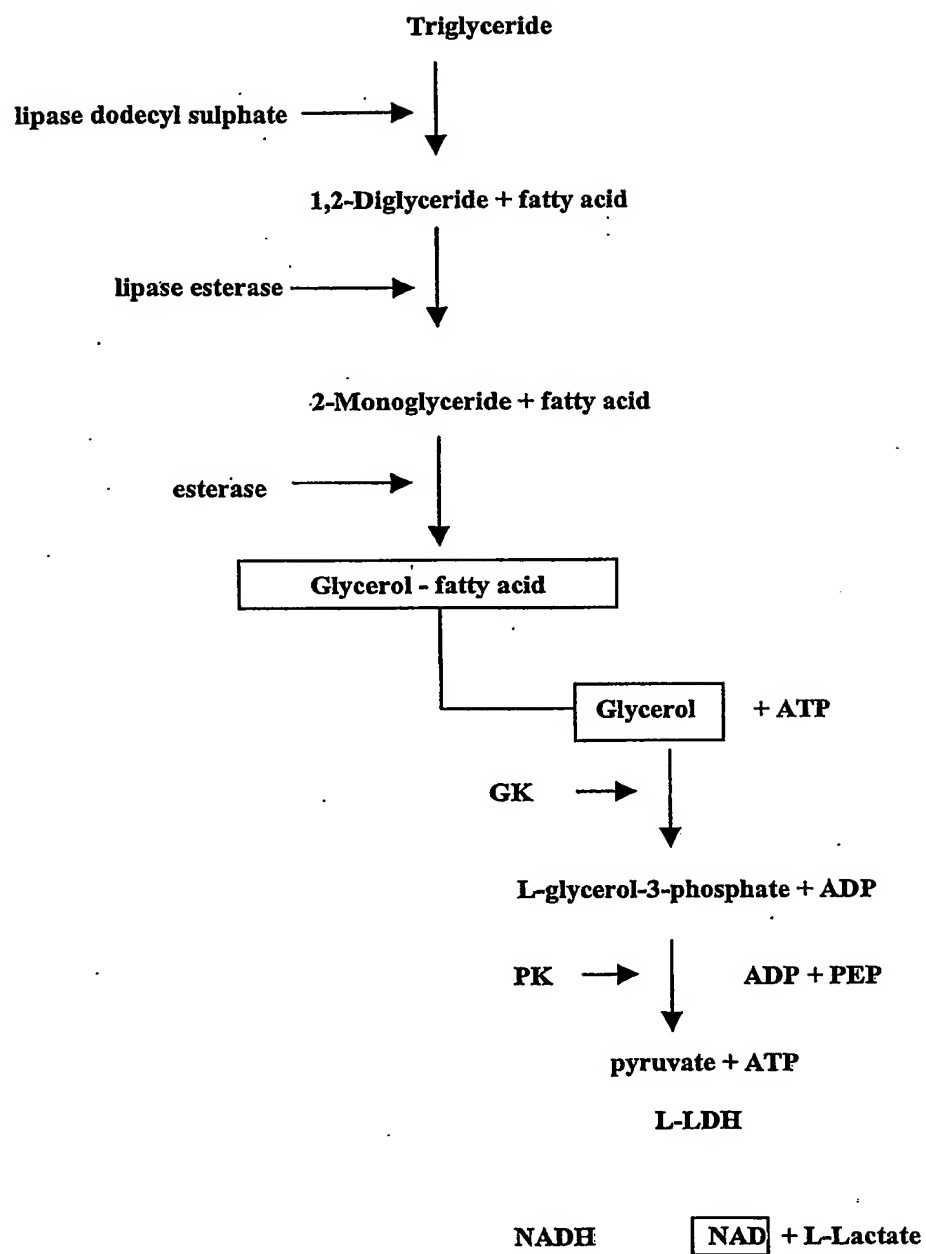 Triglyceride
lipase dodecyl sulphate
1,2-Diglyceride + fatty acid
lipase esterase
2-Monoglyceride + fatty acid
esterase
Glycerol - fatty acid
Glycerol + ATP
GK
L-glycerol-3-phosphate + ADP
PK ADP + PEP
pyruvate + ATP
L-LDH
NADH NAD + L-Lactate